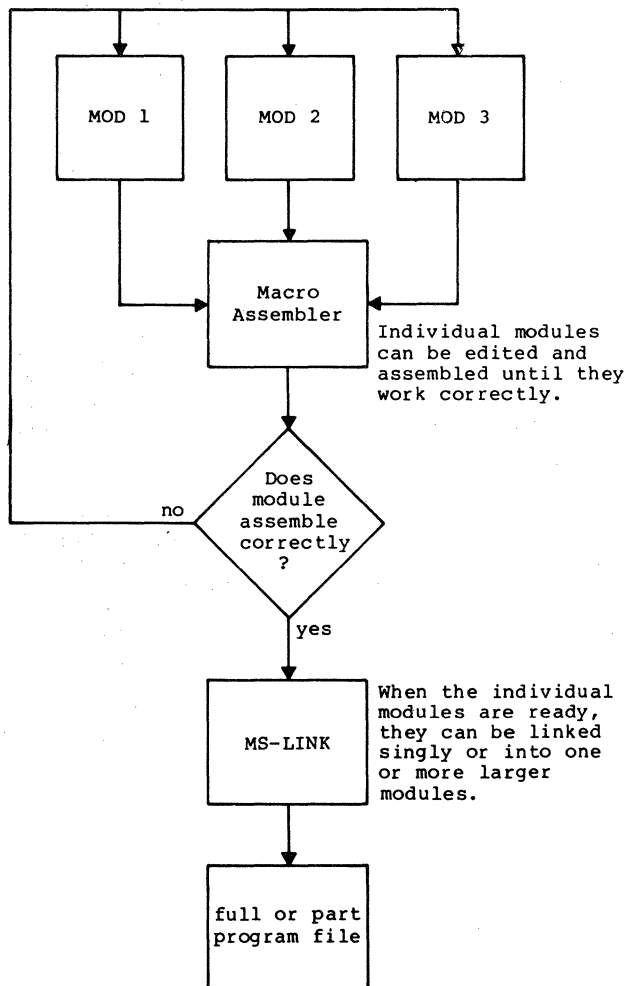 MOD 1
MOD 2
MOD 3
Macro
Assembler
Individual modules
can be edited and
assembled until they
work correctly.
Does
module
assemble
correctly
?
no
yes
MS-LINK
When the individual
modules are ready,
they can be linked
singly or into one
or more larger
modules.
full or part
program file